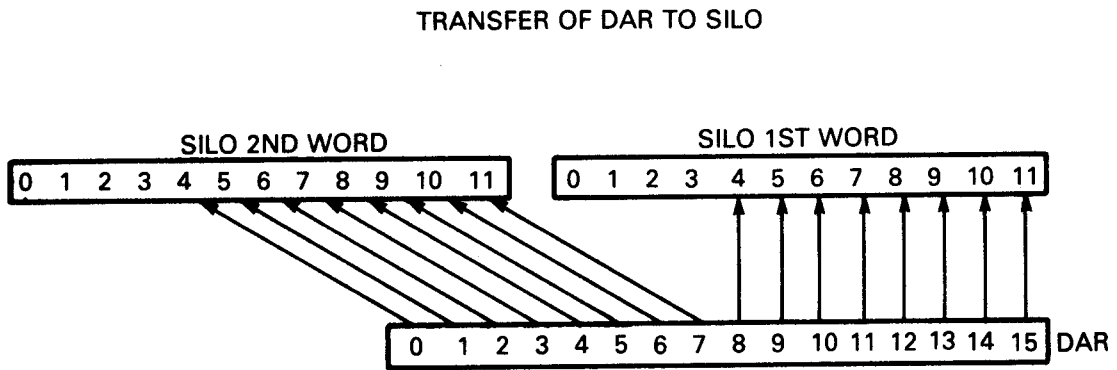 TRANSFER OF DAR TO SILO
SILO 2ND WORD
0 1 2 3 4 5 6 7 8 9 10 11
SILO 1ST WORD
0 1 2 3 4 5 6 7 8 9 10 11
0 1 2 3 4 5 6 7 8 9 10 11 12 13 14 15 DAR